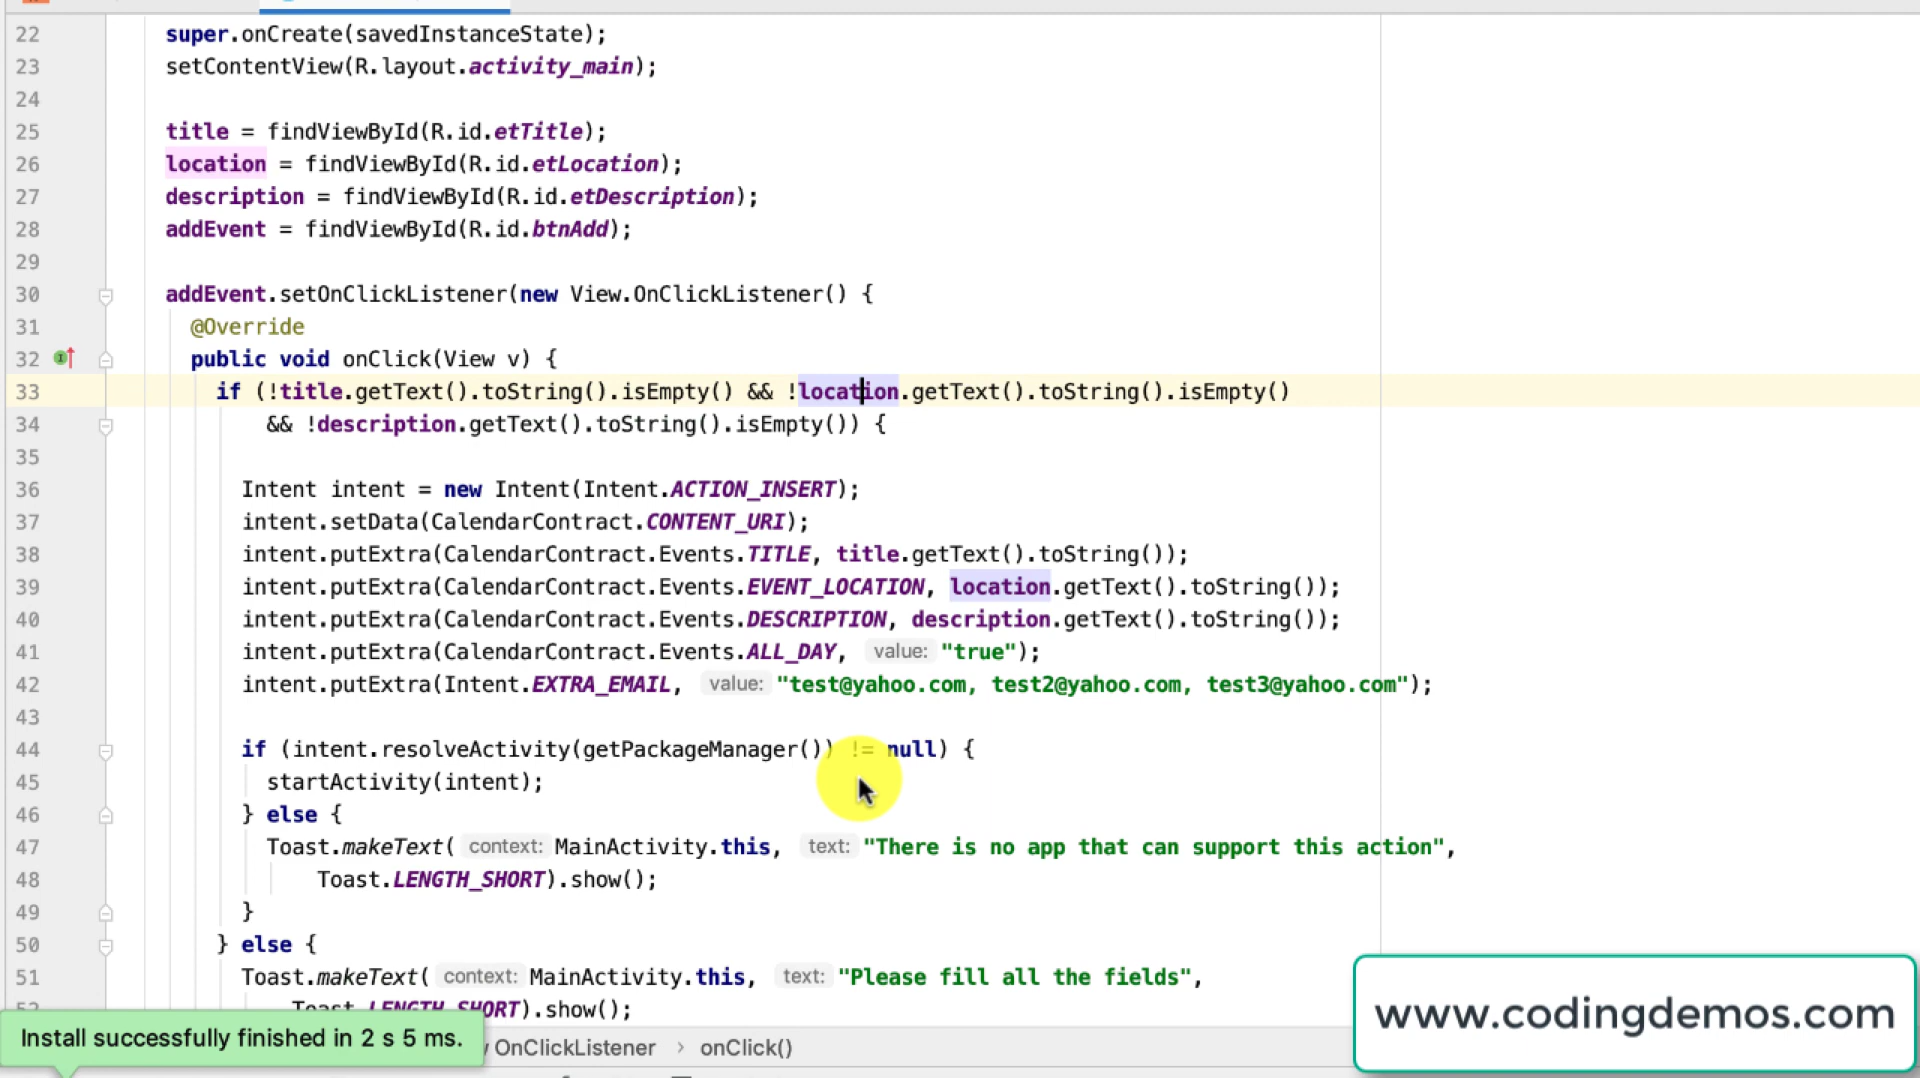 22 super.onCreate(savedInstanceState);
23 setContentView(R.layout.activity_main);
24
25 title = findViewById(R.id.etTitle);
26 location = findViewById(R.id.etLocation);
27 description = findViewById(R.id.etDescription);
28 addEvent = findViewById(R.id.btnAdd);
29
30 addEvent.setOnClickListener(new View.OnClickListener() {
31 @Override
32 public void onClick(View v) {
33 if (!title.getText().toString().isEmpty() && !location.getText().toString().isEmpty()
34 && !description.getText().toString().isEmpty()) {
35
36 Intent intent = new Intent(Intent.ACTION_INSERT);
37 intent.setData(CalendarContract.CONTENT_URI);
38 intent.putExtra(CalendarContract.Events.TITLE, title.getText().toString());
39 intent.putExtra(CalendarContract.Events.EVENT_LOCATION, location.getText().toString());
40 intent.putExtra(CalendarContract.Events.DESCRIPTION, description.getText().toString());
41 intent.putExtra(CalendarContract.Events.ALL_DAY, value: "true");
42 intent.putExtra(Intent.EXTRA_EMAIL, value: "test@yahoo.com, test2@yahoo.com, test3@yahoo.com");
43
44 if (intent.resolveActivity(getPackageManager()) != null) {
45 startActivity(intent);
46 } else {
47 Toast.makeText( context: MainActivity.this, text: "There is no app that can support this action",
48 Toast.LENGTH_SHORT).show();
49 }
50 } else {
51 Toast.makeText( context: MainActivity.this, text: "Please fill all the fields",
52 Toast.LENGTH_SHORT).show();
Install successfully finished in 2 s 5 ms.
OnClickListener › onClick()
www.codingdemos.com